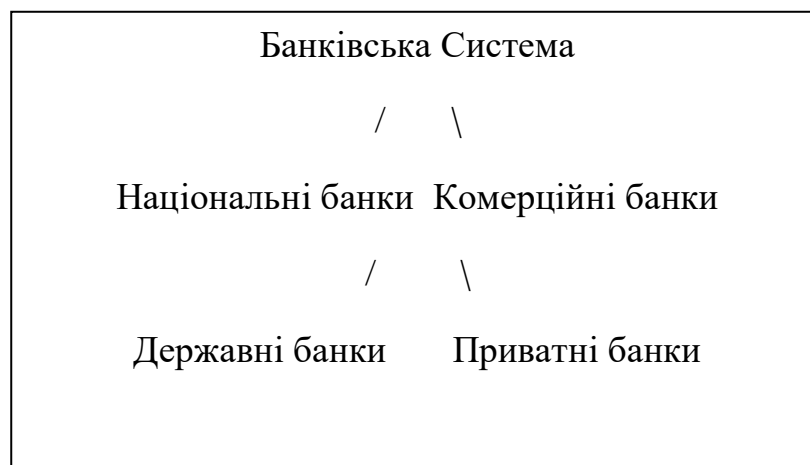 Банківська Система
/ \
Національні банки Комерційні банки
/ \
Державні банки Приватні банки